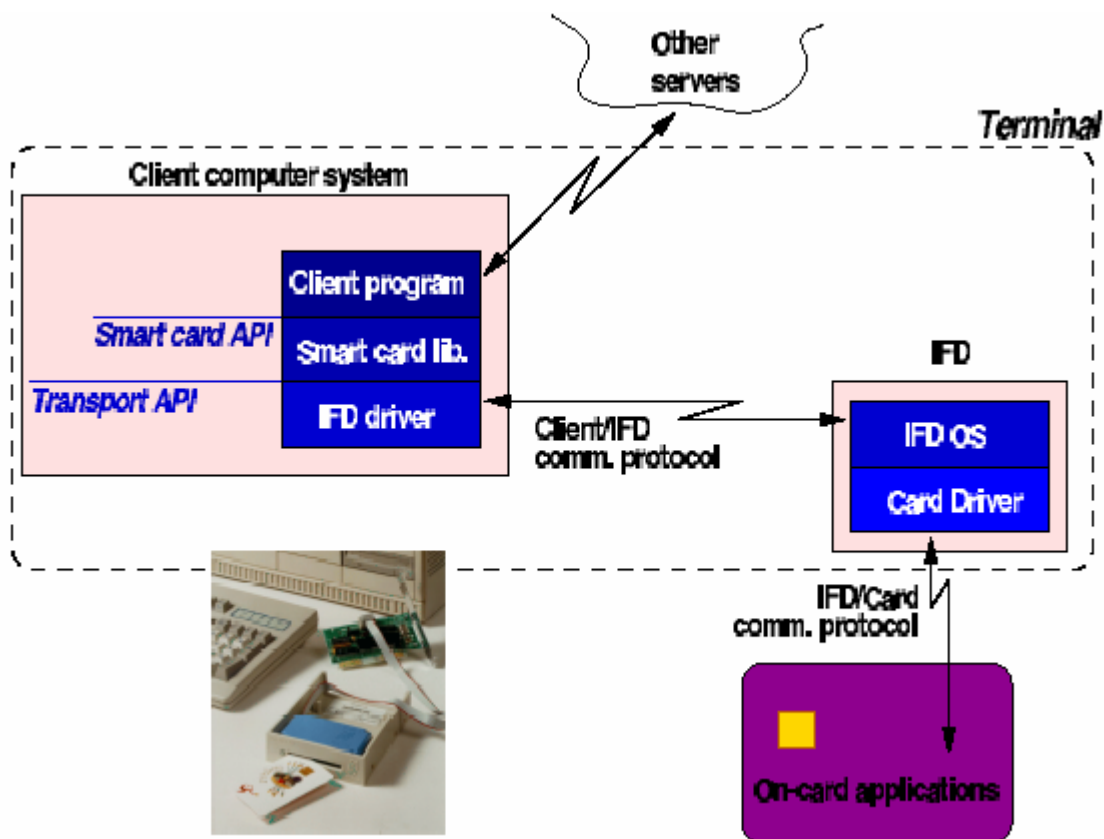 Other
servers
Terminal
Client computer system
Client program
Smart card API
Smart card lib.
Transport API
IFD driver
IFD
Client/IFD
comm. protocol
IFD OS
Card Driver
IFD/Card
comm. protocol
On-card applications